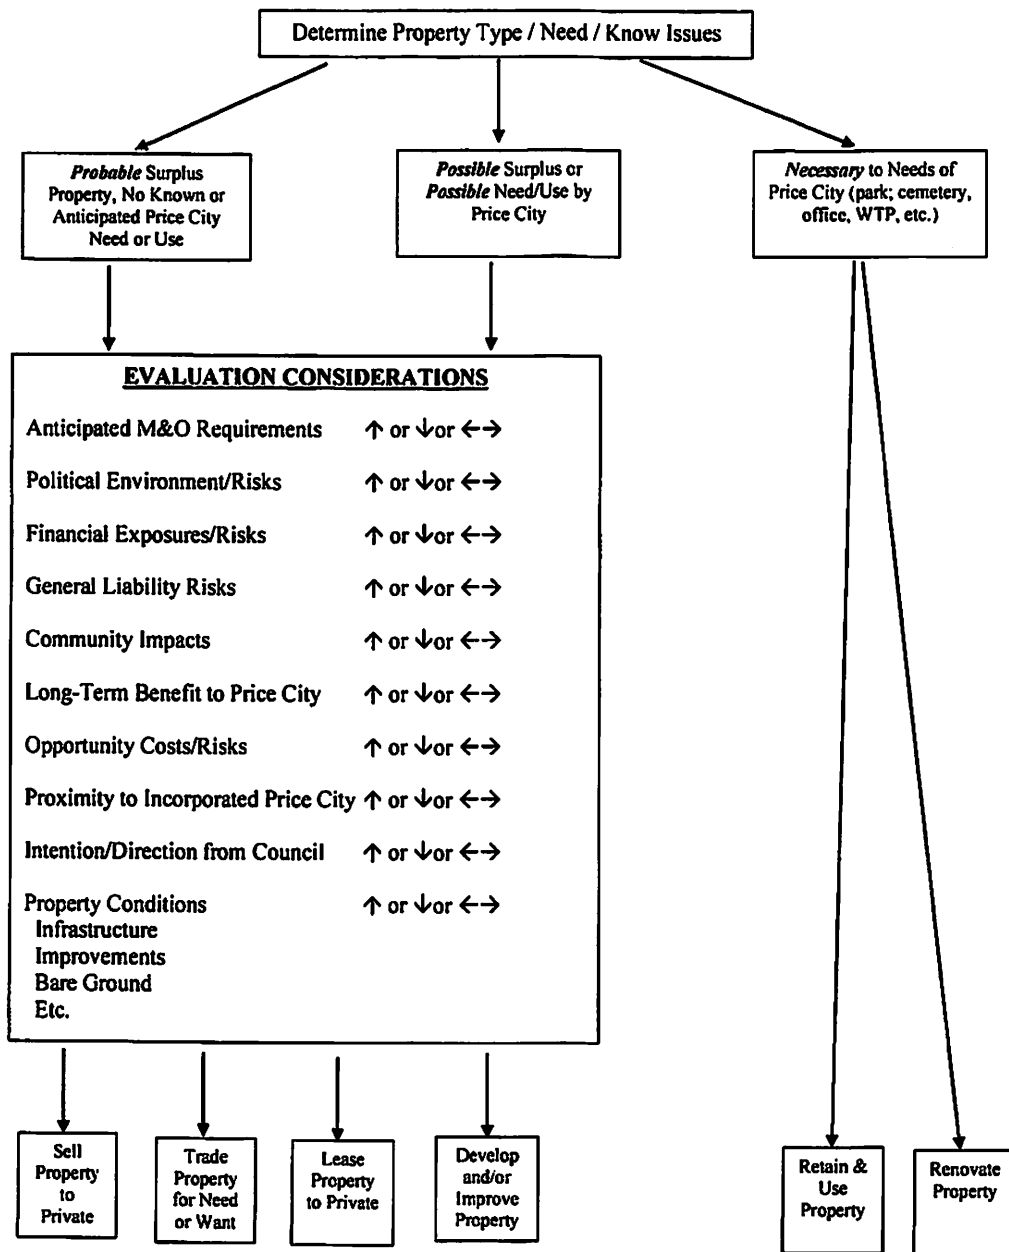 Determine Property Type / Need / Know Issues
Probable Surplus
Property, No Known or
Anticipated Price City
Need or Use
Possible Surplus or
Possible Need/Use by
Price City
Necessary to Needs of
Price City (park; cemetery,
office, WTP, etc.)
EVALUATION CONSIDERATIONS
Anticipated M&O Requirements ↑ or ↓or ←→
Political Environment/Risks ↑ or ↓or ←→
Financial Exposures/Risks ↑ or ↓or ←→
General Liability Risks ↑ or ↓or ←→
Community Impacts ↑ or ↓or ←→
Long-Term Benefit to Price City ↑ or ↓or ←→
Opportunity Costs/Risks ↑ or ↓or ←→
Proximity to Incorporated Price City ↑ or ↓or ←→
Intention/Direction from Council ↑ or ↓or ←→
Property Conditions ↑ or ↓or ←→
Infrastructure
Improvements
Bare Ground
Etc.
Sell
Property
to
Private
Trade
Property
for Need
or Want
Lease
Property
to Private
Develop
and/or
Improve
Property
Retain &
Use
Property
Renovate
Property